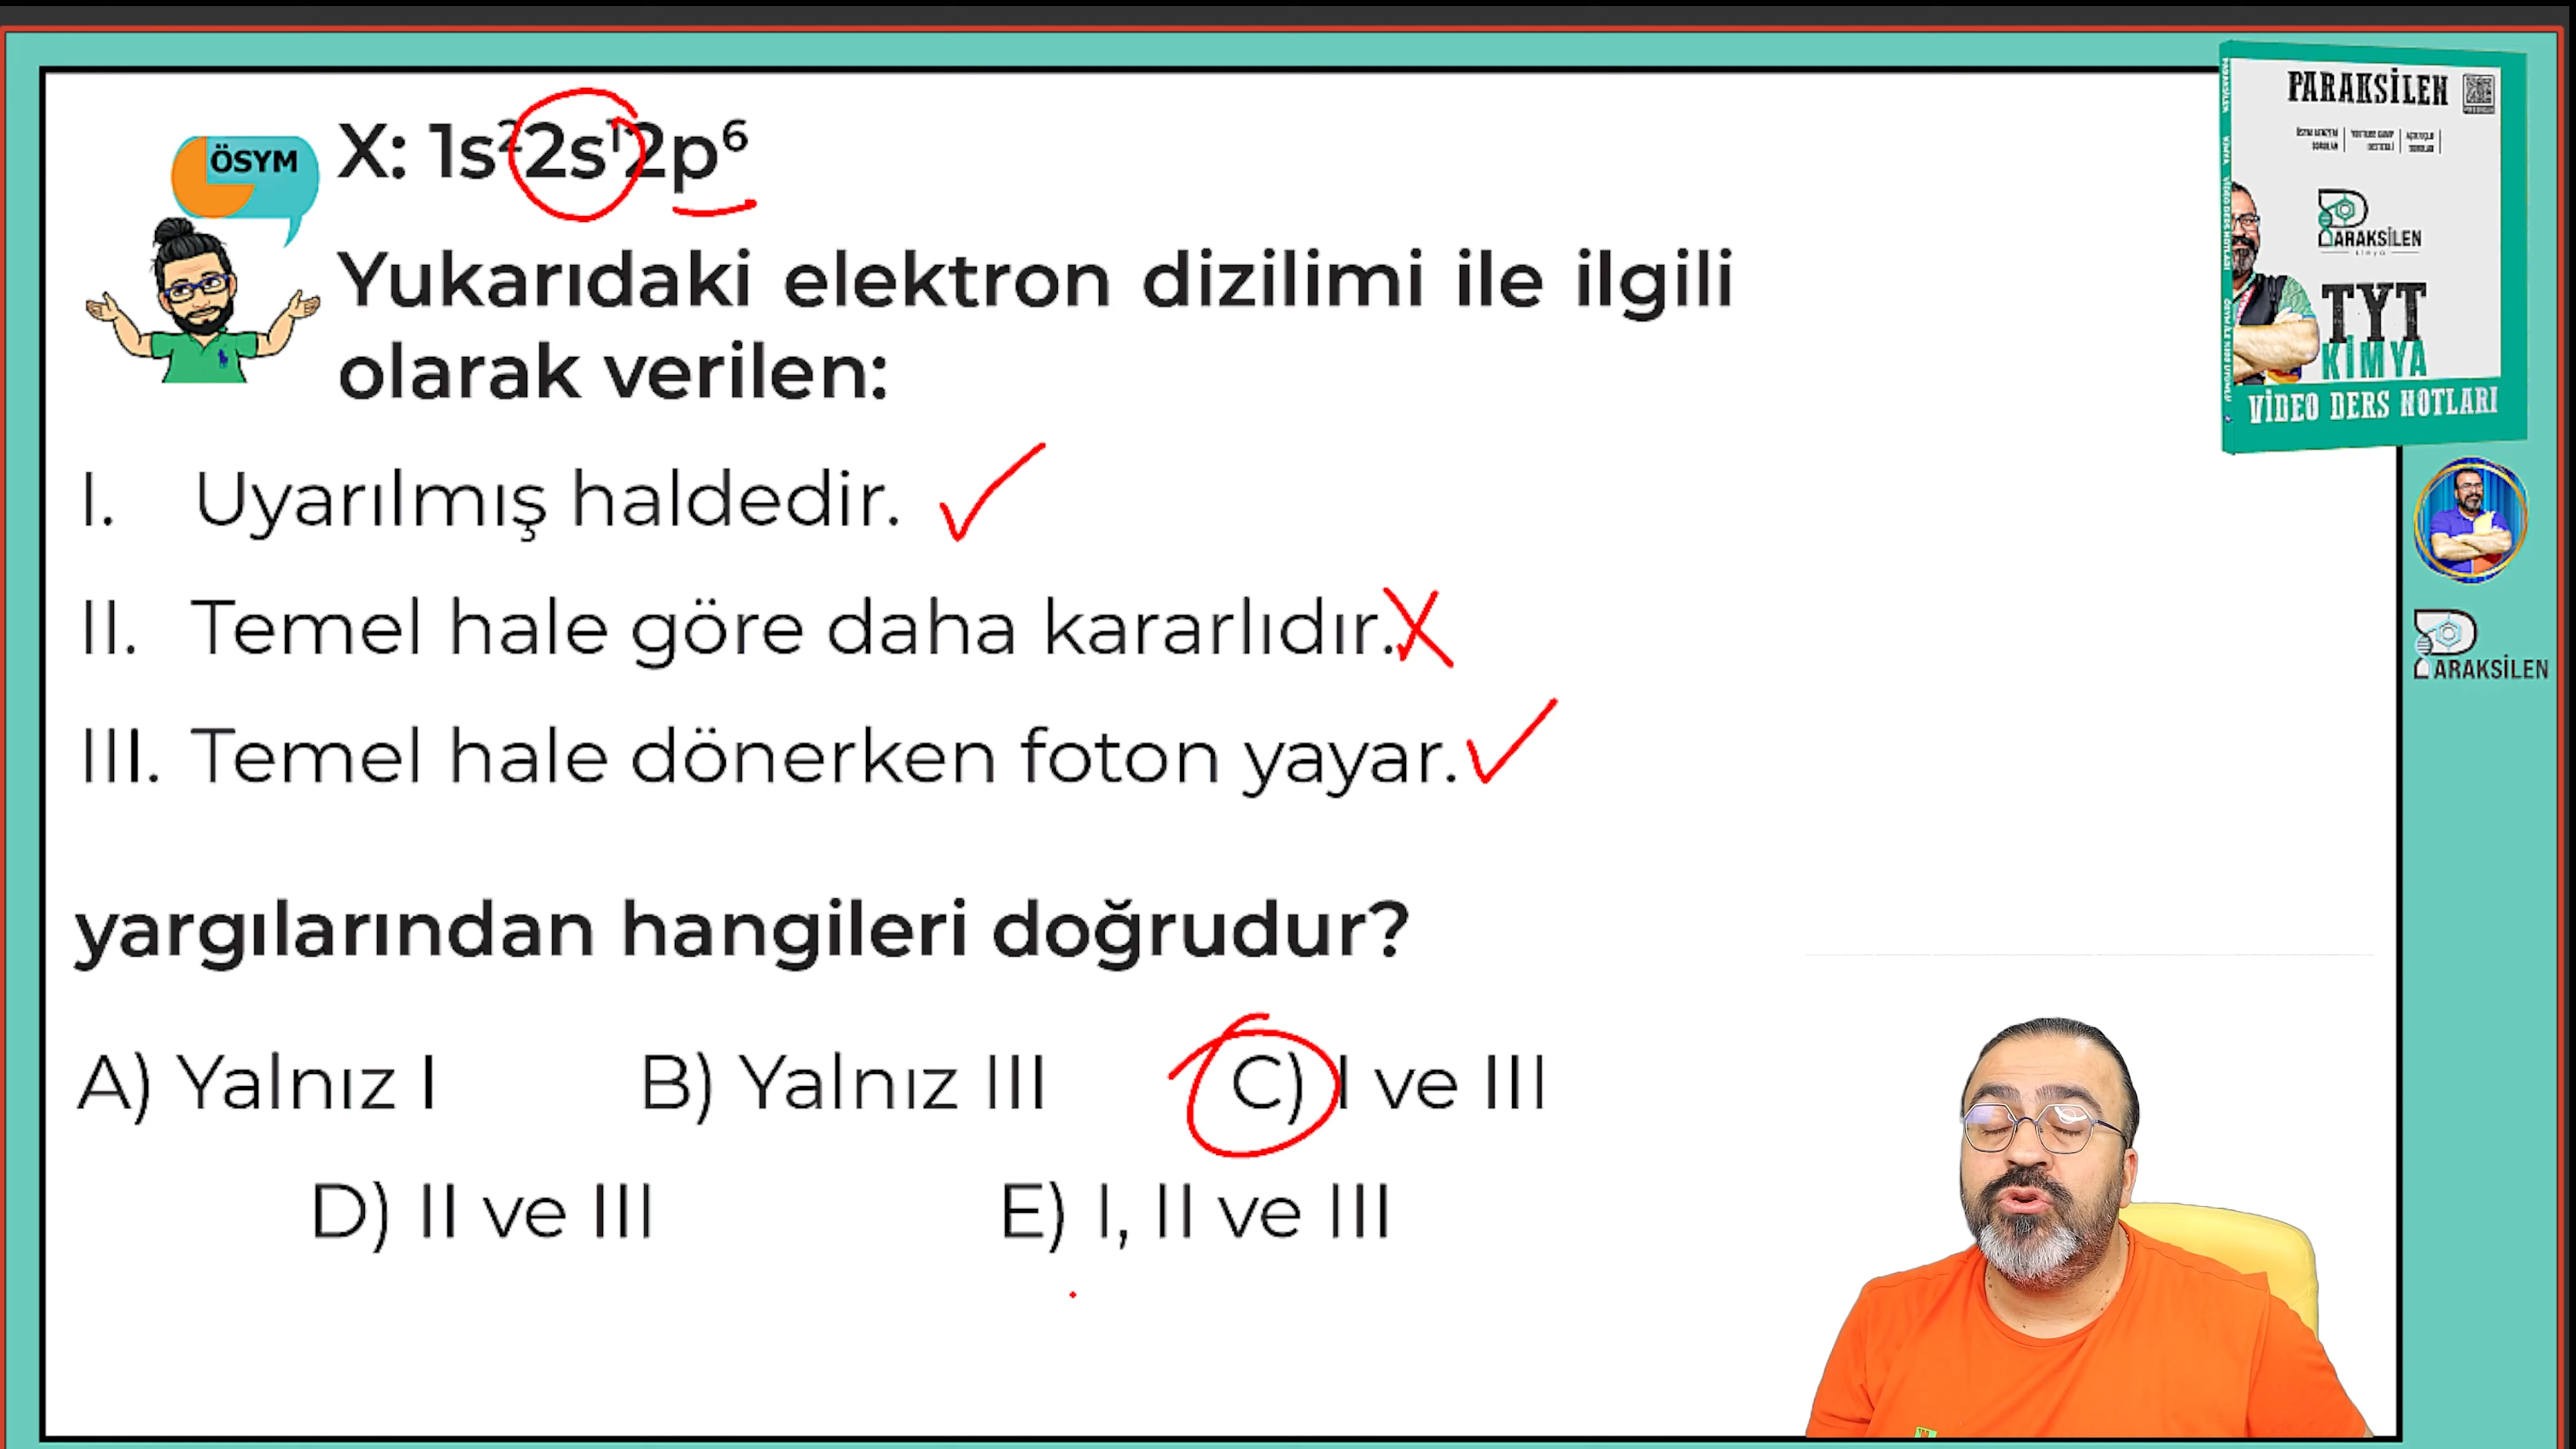 ÖSYM
X: 1s²2s¹2p⁶
Yukarıdaki elektron dizilimi ile ilgili
olarak verilen:
I. Uyarılmış haldedir.
II. Temel hale göre daha kararlıdır.
III. Temel hale dönerken foton yayar.
yargılarından hangileri doğrudur?
A) Yalnız I B) Yalnız III C) I ve III
D) II ve III E) I, II ve III
PARAKSİLEN
PARAKSİLEN
TYT
KİMYA
VİDEO DERS NOTLARI
PARAKSİLEN